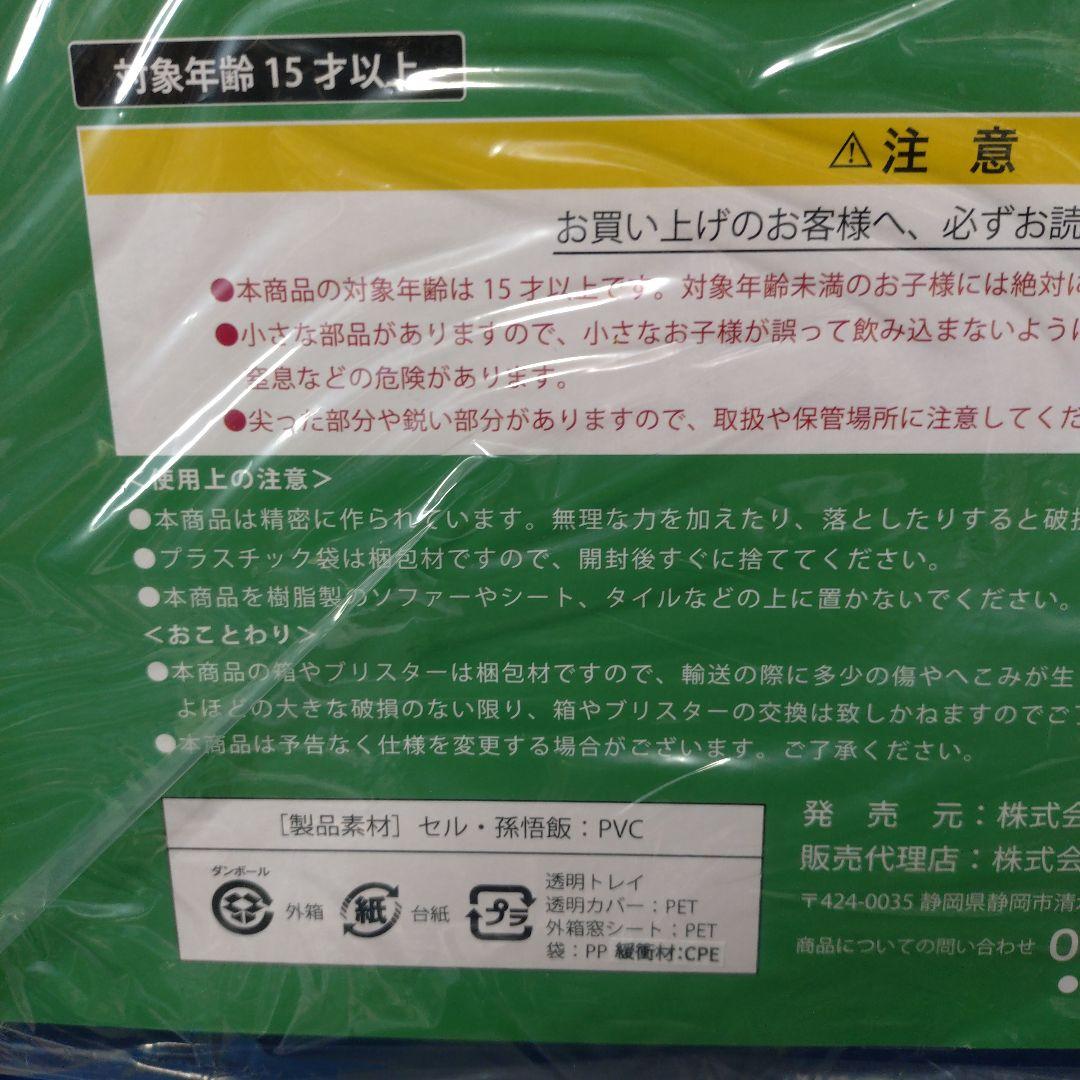 対象年齢 15 才以上
⚠注 意
お買い上げのお客様へ、必ずお読
●本商品の対象年齢は 15 才以上です。対象年齢未満のお子様には絶対に
●小さな部品がありますので、小さなお子様が誤って飲み込まないように
窒息などの危険があります。
●尖った部分や鋭い部分がありますので、取扱や保管場所に注意してくだ
＜使用上の注意＞
●本商品は精密に作られています。無理な力を加えたり、落としたりすると破損
●プラスチック袋は梱包材ですので、開封後すぐに捨ててください。
●本商品を樹脂製のソファーやシート、タイルなどの上に置かないでください。
＜おことわり＞
●本商品の箱やブリスターは梱包材ですので、輸送の際に多少の傷やへこみが生
よほどの大きな破損のない限り、箱やブリスターの交換は致しかねますのでご了
●本商品は予告なく仕様を変更する場合がございます。ご了承ください。
［製品素材］セル・孫悟飯：PVC
ダンボール
外箱
紙
台紙
プラ
透明トレイ
透明カバー：PET
外箱窓シート：PET
袋：PP 緩衝材:CPE
発 売 元：株式会
販売代理店：株式会
〒424-0035 静岡県静岡市清水
商品についての問い合わせ 0
●